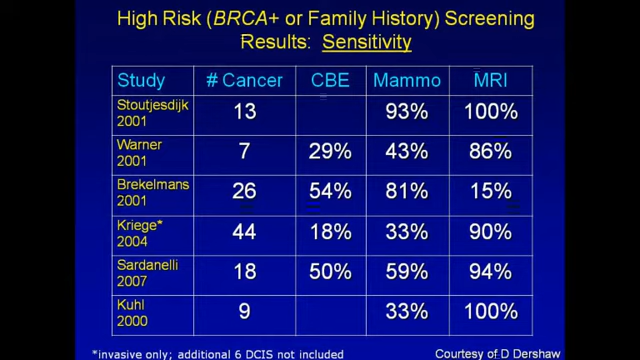 High Risk (BRCA+ or Family History) Screening
Results: Sensitivity
Study # Cancer CBE Mammo MRI
Stoutjesdijk
2001 13 93% 100%
Warner
2001 7 29% 43% 86%
Brekelmans
2001 26 54% 81% 15%
Kriege*
2004 44 18% 33% 90%
Sardanelli
2007 18 50% 59% 94%
Kuhl
2000 9 33% 100%
*invasive only; additional 6 DCIS not included
Courtesy of D Dershaw